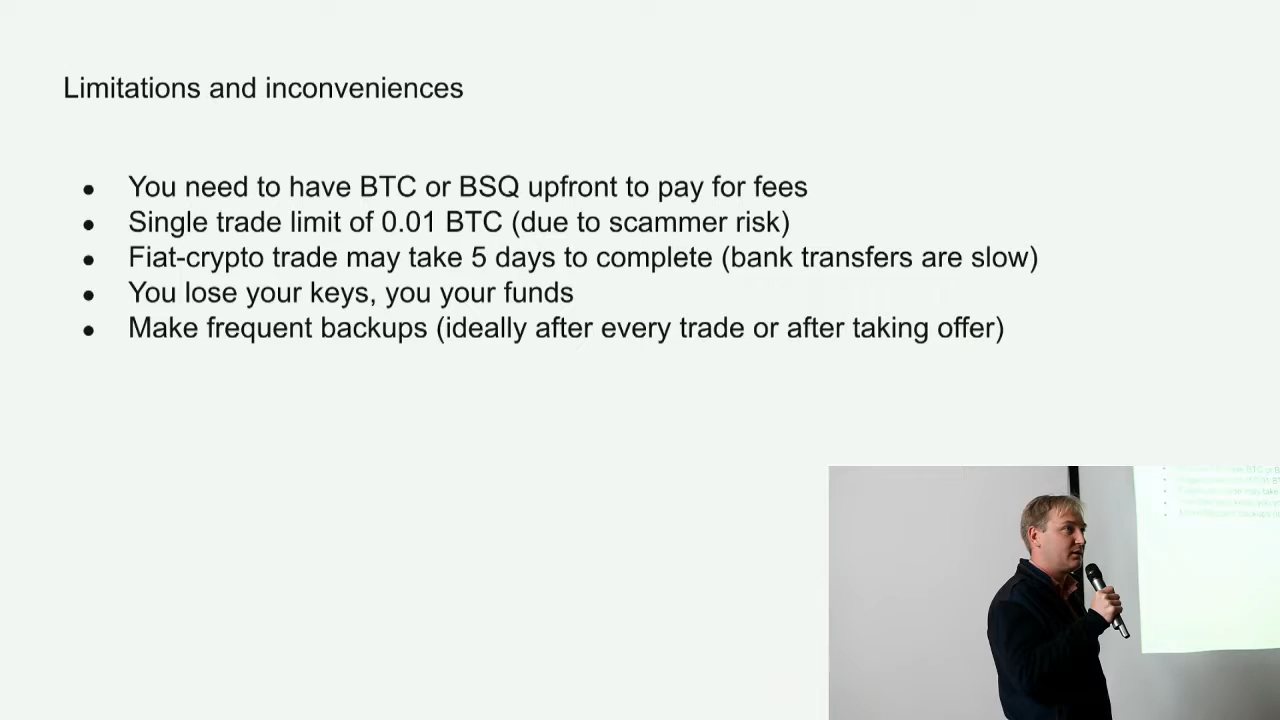 Limitations and inconveniences
● You need to have BTC or BSQ upfront to pay for fees
● Single trade limit of 0.01 BTC (due to scammer risk)
● Fiat-crypto trade may take 5 days to complete (bank transfers are slow)
● You lose your keys, you your funds
● Make frequent backups (ideally after every trade or after taking offer)